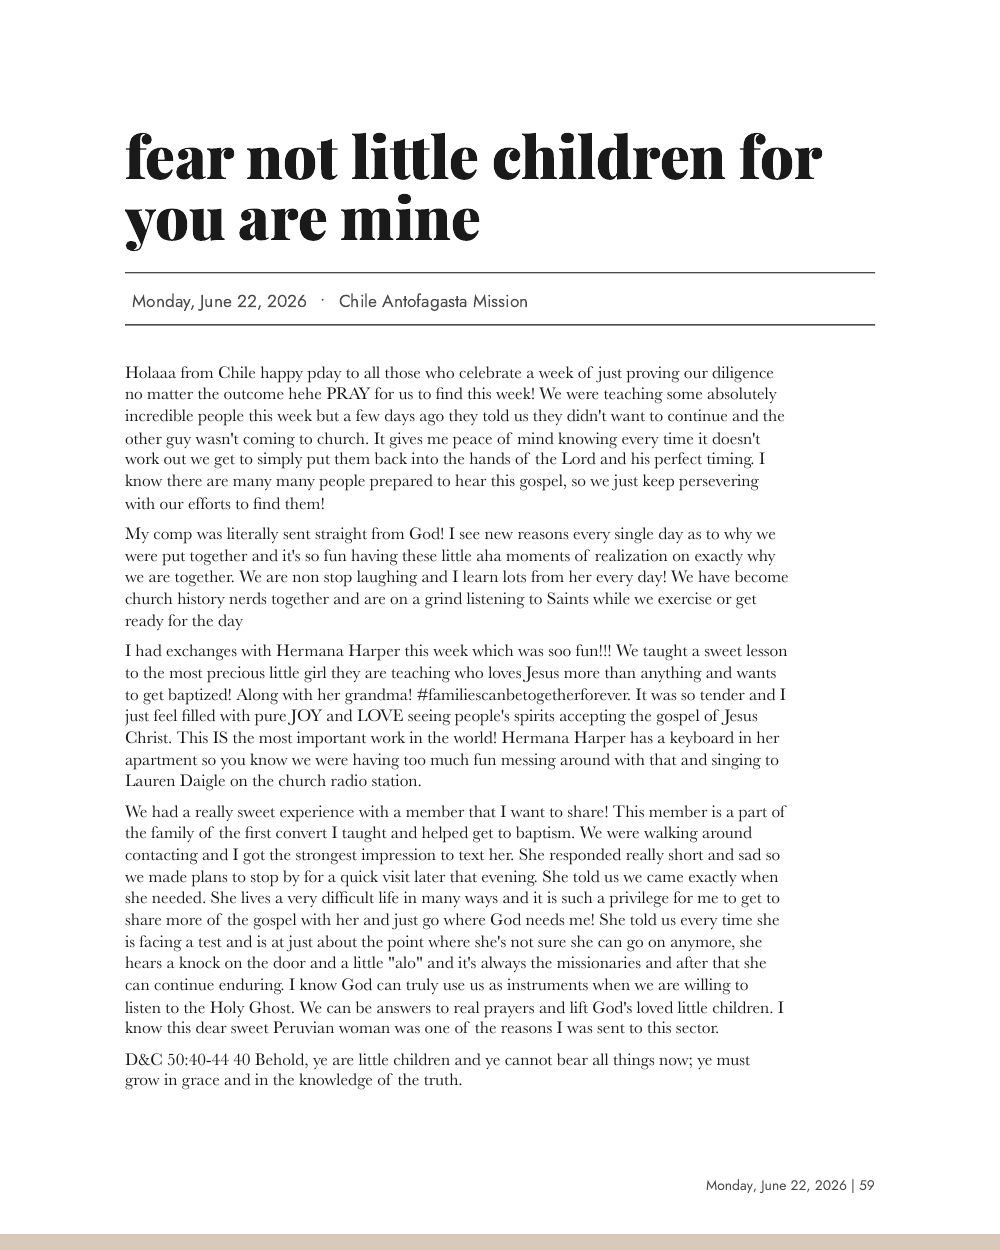 fear not little children for
you are mine
Monday, June 22, 2026 · Chile Antofagasta Mission
Holaaa from Chile happy pday to all those who celebrate a week of just proving our diligence
no matter the outcome hehe PRAY for us to find this week! We were teaching some absolutely
incredible people this week but a few days ago they told us they didn't want to continue and the
other guy wasn't coming to church. It gives me peace of mind knowing every time it doesn't
work out we get to simply put them back into the hands of the Lord and his perfect timing. I
know there are many many people prepared to hear this gospel, so we just keep persevering
with our efforts to find them!
My comp was literally sent straight from God! I see new reasons every single day as to why we
were put together and it's so fun having these little aha moments of realization on exactly why
we are together. We are non stop laughing and I learn lots from her every day! We have become
church history nerds together and are on a grind listening to Saints while we exercise or get
ready for the day
I had exchanges with Hermana Harper this week which was soo fun!!! We taught a sweet lesson
to the most precious little girl they are teaching who loves Jesus more than anything and wants
to get baptized! Along with her grandma! #familiescanbetogetherforever. It was so tender and I
just feel filled with pure JOY and LOVE seeing people's spirits accepting the gospel of Jesus
Christ. This IS the most important work in the world! Hermana Harper has a keyboard in her
apartment so you know we were having too much fun messing around with that and singing to
Lauren Daigle on the church radio station.
We had a really sweet experience with a member that I want to share! This member is a part of
the family of the first convert I taught and helped get to baptism. We were walking around
contacting and I got the strongest impression to text her. She responded really short and sad so
we made plans to stop by for a quick visit later that evening. She told us we came exactly when
she needed. She lives a very difficult life in many ways and it is such a privilege for me to get to
share more of the gospel with her and just go where God needs me! She told us every time she
is facing a test and is at just about the point where she's not sure she can go on anymore, she
hears a knock on the door and a little "alo" and it's always the missionaries and after that she
can continue enduring. I know God can truly use us as instruments when we are willing to
listen to the Holy Ghost. We can be answers to real prayers and lift God's loved little children. I
know this dear sweet Peruvian woman was one of the reasons I was sent to this sector.
D&C 50:40-44 40 Behold, ye are little children and ye cannot bear all things now; ye must
grow in grace and in the knowledge of the truth.
Monday, June 22, 2026 | 59